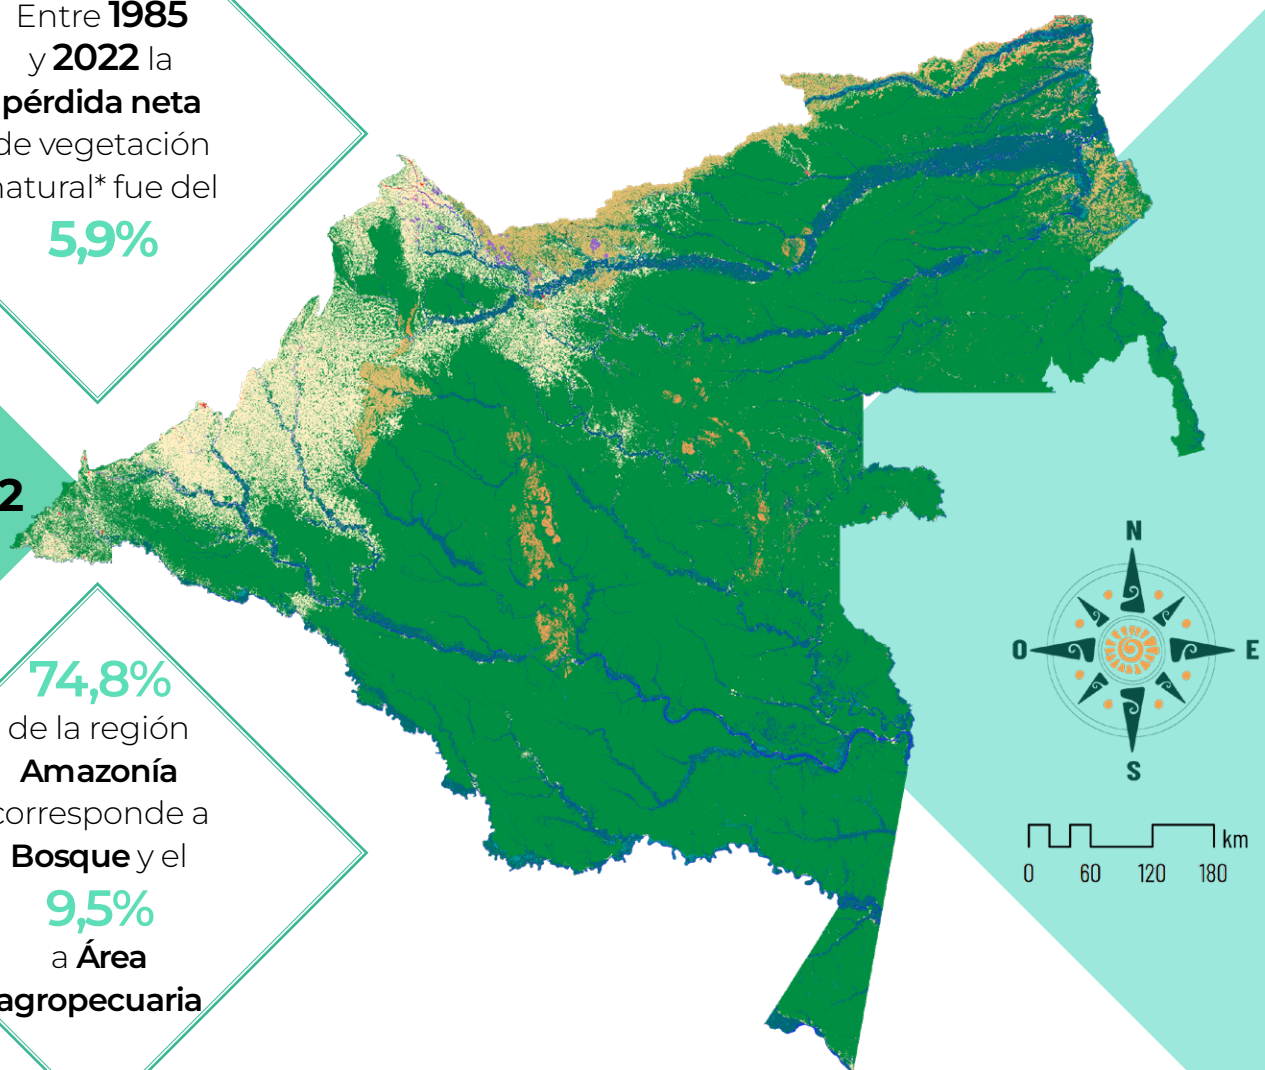 Entre 1985
y 2022 la
pérdida neta
de vegetación
natural* fue del
5,9%
2
74,8%
de la región
Amazonía
corresponde a
Bosque y el
9,5%
a Área
agropecuaria
N
O
E
S
km
0 60 120 180